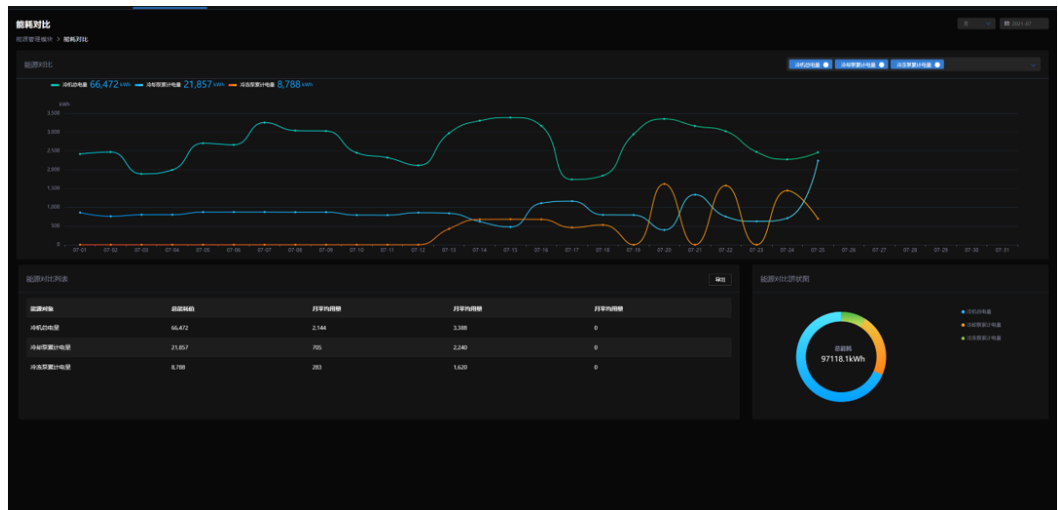 能耗对比
月 2021-07
能源管理模块 > 能耗对比
能源对比
冷机总电量 冷却泵累计电量 冷冻泵累计电量
冷机总电量 66,472 kWh 冷却泵累计电量 21,857 kWh 冷冻泵累计电量 8,788 kWh
kWh
3,500
3,000
2,500
2,000
1,500
1,000
500
0
07-01 07-02 07-03 07-04 07-05 07-06 07-07 07-08 07-09 07-10 07-11 07-12 07-13 07-14 07-15 07-16 07-17 07-18 07-19 07-20 07-21 07-22 07-23 07-24 07-25 07-26 07-27 07-28 07-29 07-30 07-31
能源对比列表 导出
能源对象 总能耗值 月平均用量 月平均用量 月平均用量
冷机总电量 66,472 2,144 3,388 0
冷却泵累计电量 21,857 705 2,240 0
冷冻泵累计电量 8,788 283 1,620 0
能源对比饼状图
总能耗
97118.1kWh
冷机总电量
冷却泵累计电量
冷冻泵累计电量